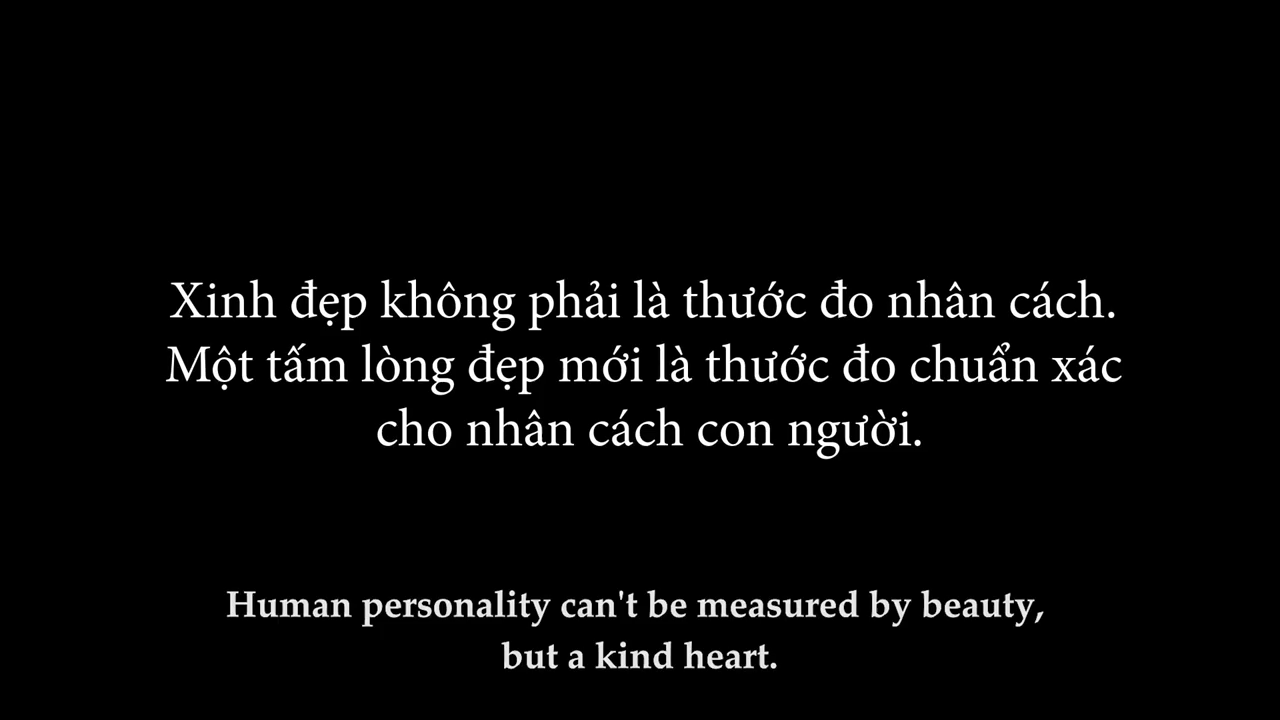 Xinh đẹp không phải là thước đo nhân cách.
Một tấm lòng đẹp mới là thước đo chuẩn xác
cho nhân cách con người.
Human personality can't be measured by beauty,
but a kind heart.